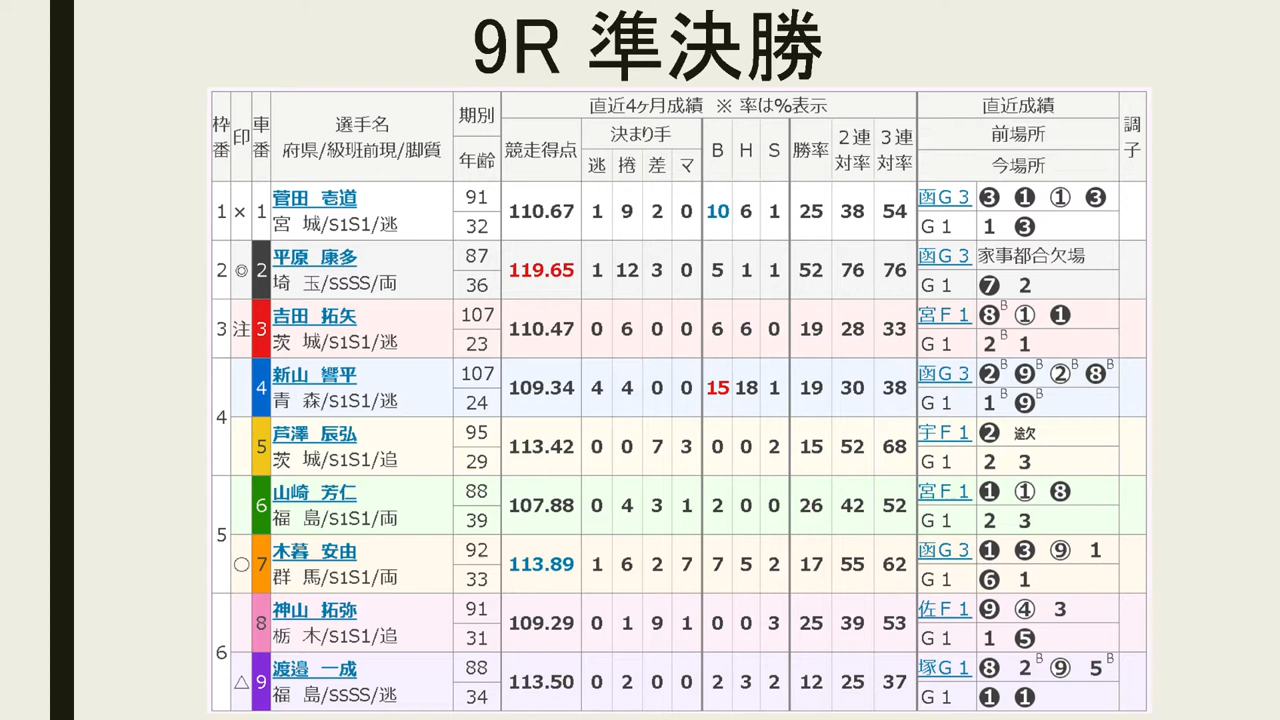 9R 準決勝
枠番 印 車番 選手名 府県/級班前現/脚質 期別 年齢 直近4ヶ月成績 ※ 率は%表示 直近成績 調子
競走得点 決まり手 B H S 勝率 2連対率 3連対率 前場所
逃 捲 差 マ 今場所
1 × 1 菅田 壱道 91 110.67 1 9 2 0 10 6 1 25 38 54 函G3 ❸ ❶ ① ❸
宮 城/S1S1/逃 32 G1 1 ❸
2 ◎ 2 平原 康多 87 119.65 1 12 3 0 5 1 1 52 76 76 函G3 家事都合欠場
埼 玉/SSSS/両 36 G1 ❼ 2
3 注 3 吉田 拓矢 107 110.47 0 6 0 0 6 6 0 19 28 33 宮F1 ❽B ① ❶
茨 城/S1S1/逃 23 G1 2B 1
4 4 新山 響平 107 109.34 4 4 0 0 15 18 1 19 30 38 函G3 ❷B ❾B ②B ❽B
青 森/S1S1/逃 24 G1 1B ❾B
5 芦澤 辰弘 95 113.42 0 0 7 3 0 0 2 15 52 68 宇F1 ❷ 途欠
茨 城/S1S1/追 29 G1 2 3
5 6 山崎 芳仁 88 107.88 0 4 3 1 2 0 0 26 42 52 宮F1 ❶ ① ❽
福 島/S1S1/両 39 G1 2 3
○ 7 木暮 安由 92 113.89 1 6 2 7 7 5 2 17 55 62 函G3 ❶ ❸ ⑨ 1
群 馬/S1S1/両 33 G1 ❻ 1
6 8 神山 拓弥 91 109.29 0 1 9 1 0 0 3 25 39 53 佐F1 ❾ ④ 3
栃 木/S1S1/追 31 G1 1 ❺
△ 9 渡邉 一成 88 113.50 0 2 0 0 2 3 2 12 25 37 塚G1 ❽ 2B ⑨ 5B
福 島/SSSS/逃 34 G1 ❶ ❶